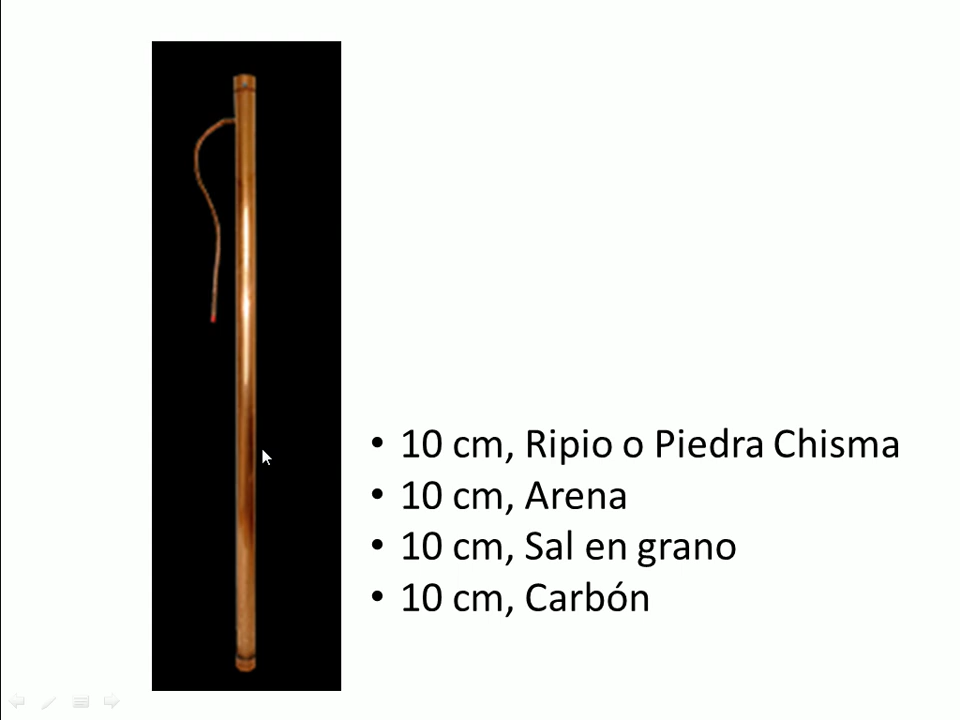 • 10 cm, Ripio o Piedra Chisma
• 10 cm, Arena
• 10 cm, Sal en grano
• 10 cm, Carbón